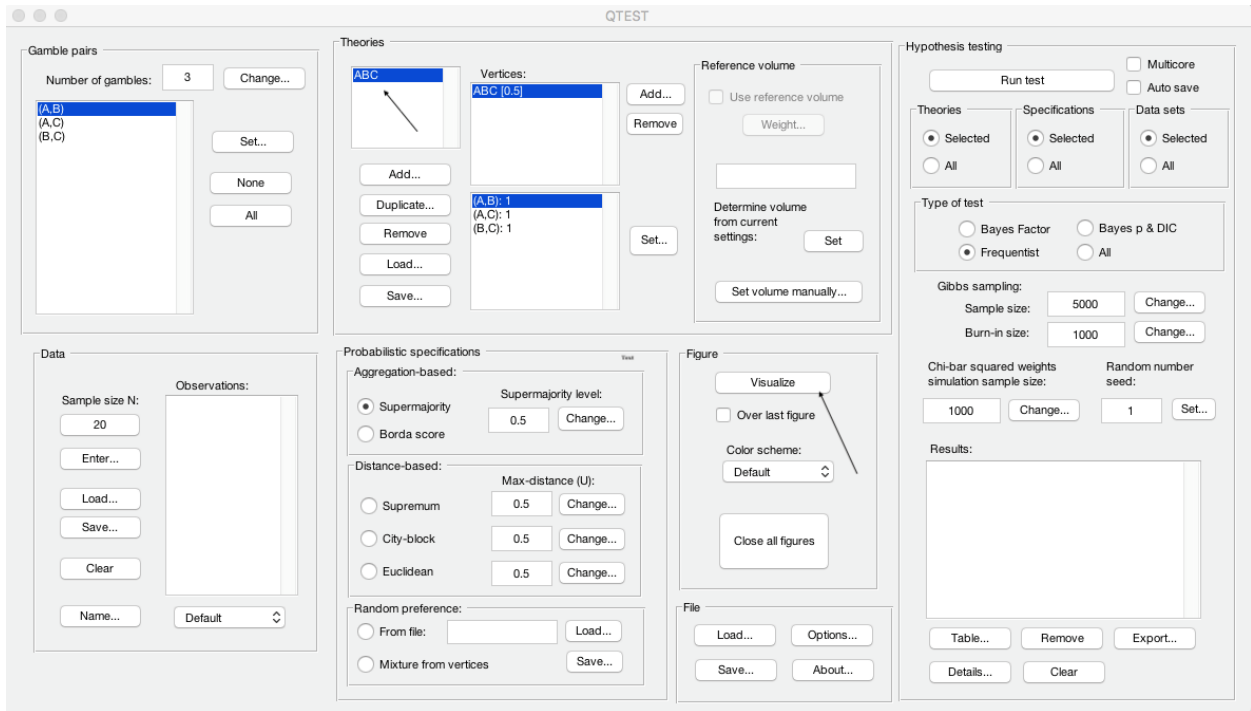 QTEST
Gamble pairs
Number of gambles: 3 Change...
(A,B)
(A,C)
(B,C)
Set...
None
All
Theories
ABC
Add...
Duplicate...
Remove
Load...
Save...
Vertices:
ABC [0.5]
Add...
Remove
(A,B): 1
(A,C): 1
(B,C): 1
Set...
Reference volume
Use reference volume
Weight...
Determine volume
from current
settings:
Set
Set volume manually...
Hypothesis testing
Run test
Multicore
Auto save
Theories
Selected
All
Specifications
Selected
All
Data sets
Selected
All
Type of test
Bayes Factor Bayes p & DIC
Frequentist All
Gibbs sampling:
Sample size: 5000 Change...
Burn-in size: 1000 Change...
Chi-bar squared weights
simulation sample size:
1000 Change...
Random number
seed:
1 Set...
Results:
Table... Remove Export...
Details... Clear
Data
Sample size N:
20
Enter...
Load...
Save...
Clear
Name...
Observations:
Default
Probabilistic specifications
Text
Aggregation-based:
Supermajority
Borda score
Supermajority level:
0.5 Change...
Distance-based:
Max-distance (U):
Supremum 0.5 Change...
City-block 0.5 Change...
Euclidean 0.5 Change...
Random preference:
From file: Load...
Mixture from vertices Save...
Figure
Visualize
Over last figure
Color scheme:
Default
Close all figures
File
Load... Options...
Save... About...